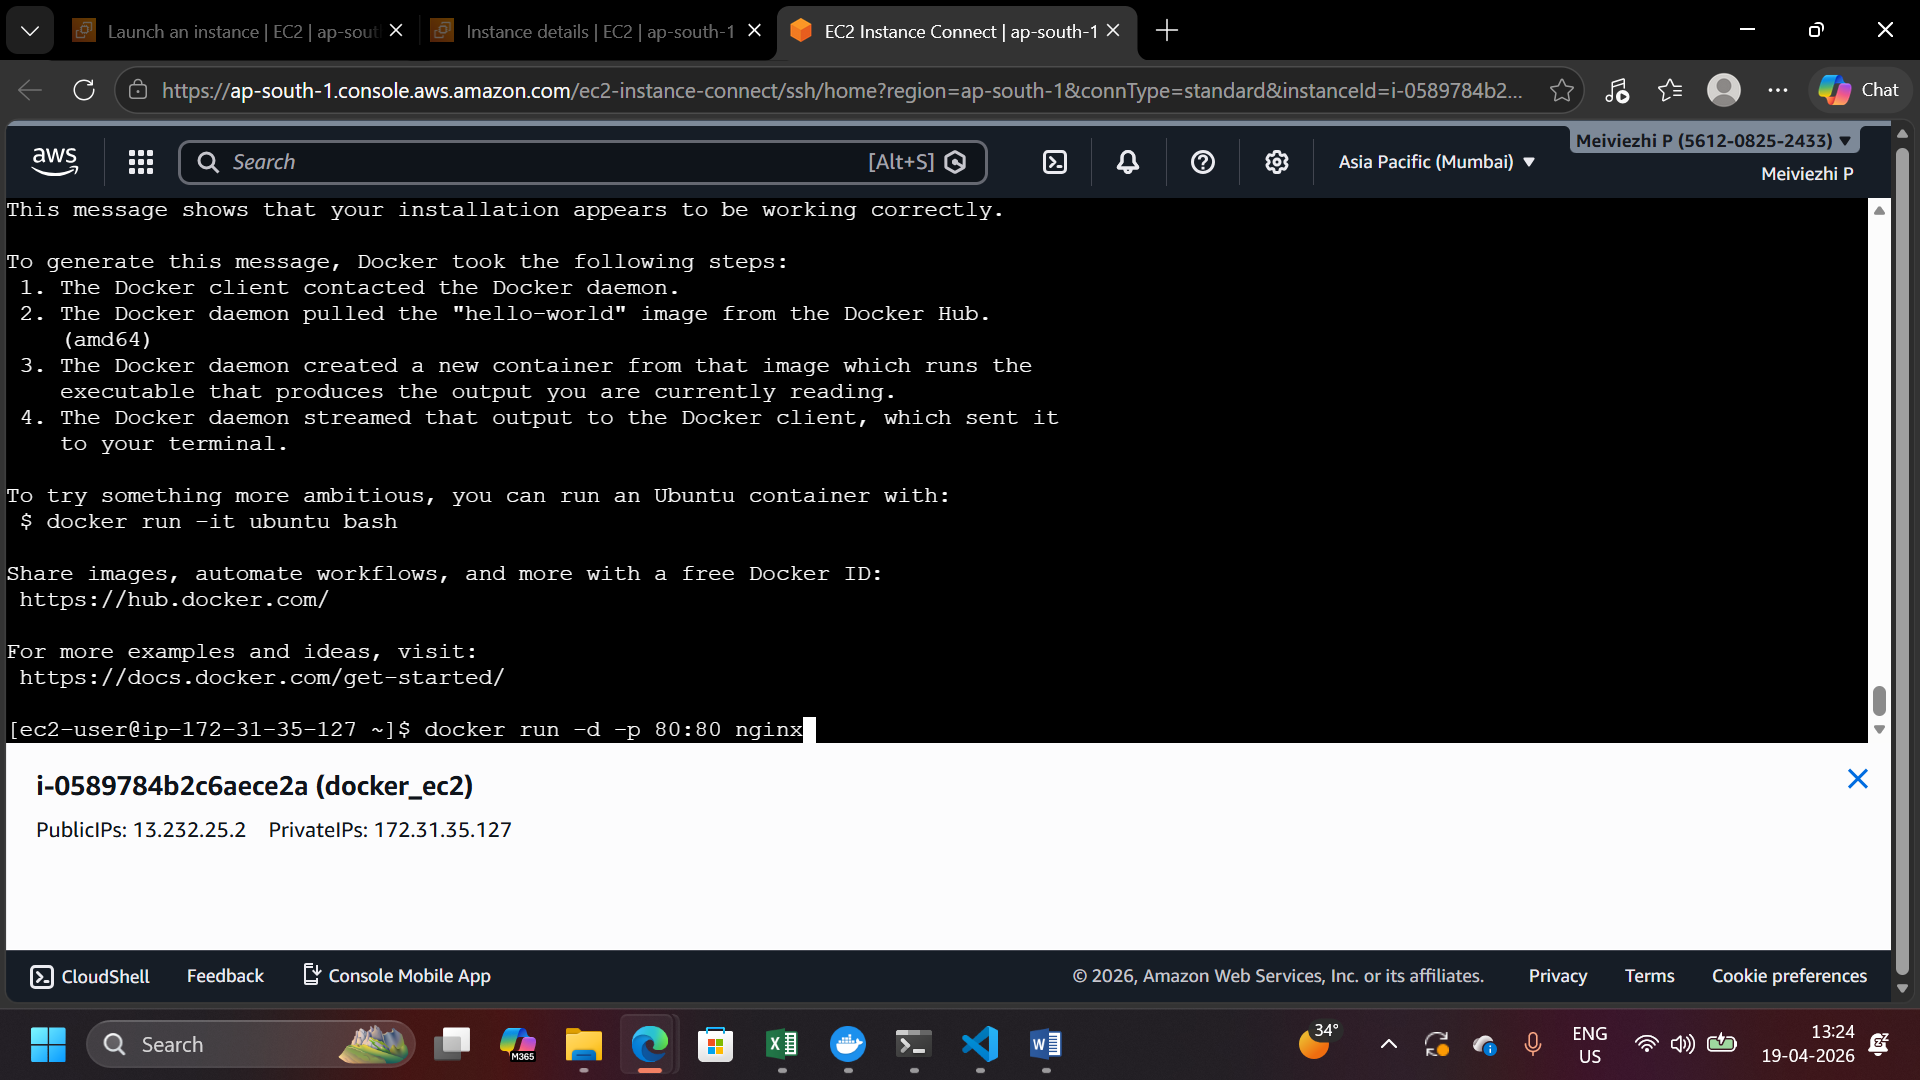 Launch an instance | EC2 | ap-sout
Instance details | EC2 | ap-south-1
EC2 Instance Connect | ap-south-1
https://ap-south-1.console.aws.amazon.com/ec2-instance-connect/ssh/home?region=ap-south-1&connType=standard&instanceId=i-0589784b2...
Chat
aws
Search
[Alt+S]
Asia Pacific (Mumbai)
Meiviezhi P (5612-0825-2433)
Meiviezhi P
This message shows that your installation appears to be working correctly.
To generate this message, Docker took the following steps:
1. The Docker client contacted the Docker daemon.
2. The Docker daemon pulled the "hello-world" image from the Docker Hub.
(amd64)
3. The Docker daemon created a new container from that image which runs the
executable that produces the output you are currently reading.
4. The Docker daemon streamed that output to the Docker client, which sent it
to your terminal.
To try something more ambitious, you can run an Ubuntu container with:
$ docker run -it ubuntu bash
Share images, automate workflows, and more with a free Docker ID:
https://hub.docker.com/
For more examples and ideas, visit:
https://docs.docker.com/get-started/
[ec2-user@ip-172-31-35-127 ~]$ docker run -d -p 80:80 nginx
i-0589784b2c6aece2a (docker_ec2)
PublicIPs: 13.232.25.2 PrivateIPs: 172.31.35.127
CloudShell
Feedback
Console Mobile App
© 2026, Amazon Web Services, Inc. or its affiliates.
Privacy
Terms
Cookie preferences
Search
M365
34°
ENG
US
13:24
19-04-2026